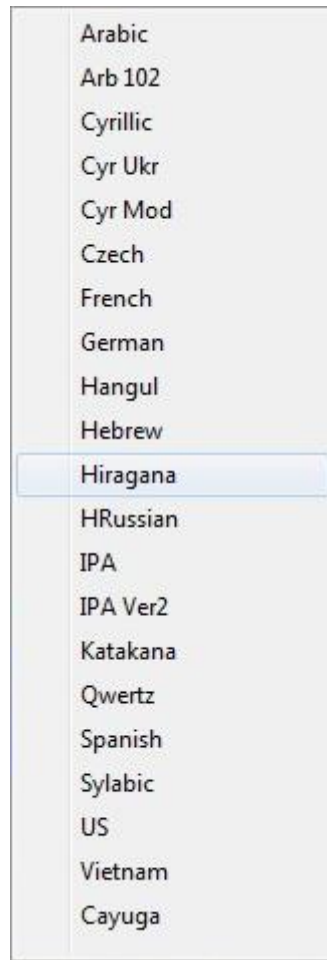 Arabic
Arb 102
Cyrillic
Cyr Ukr
Cyr Mod
Czech
French
German
Hangul
Hebrew
Hiragana
HRussian
IPA
IPA Ver2
Katakana
Qwertz
Spanish
Sylabic
US
Vietnam
Cayuga